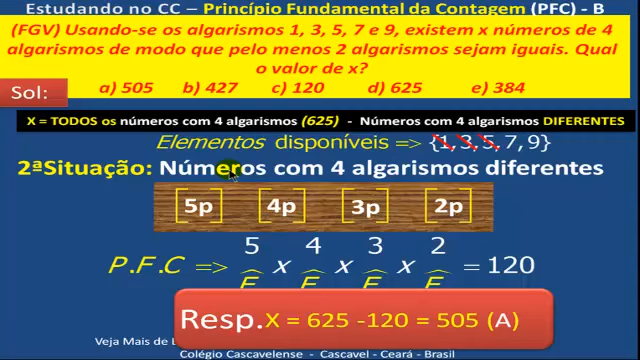 Estudando no CC – Princípio Fundamental da Contagem (PFC) - B
(FGV) Usando-se os algarismos 1, 3, 5, 7 e 9, existem x números de 4
algarismos de modo que pelo menos 2 algarismos sejam iguais. Qual
o valor de x?
a) 505 b) 427 c) 120 d) 625 e) 384
Sol:
X = TODOS os números com 4 algarismos (625) - Números com 4 algarismos DIFERENTES
Elementos disponíveis => {1, 3, 5, 7, 9}
2ªSituação: Números com 4 algarismos diferentes
[5p] [4p] [3p] [2p]
5 4 3 2
P.F.C => E x E x E x E = 120
Resp. X = 625 -120 = 505 (A)
Veja Mais de
Colégio Cascavelense - Cascavel - Ceará - Brasil